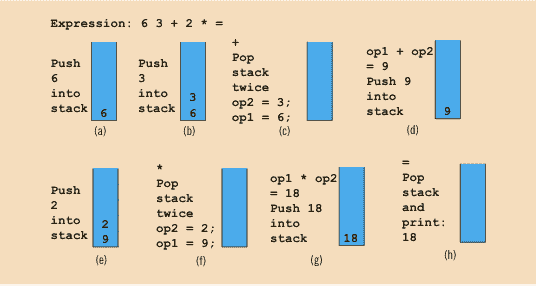 Expression: 6 3 + 2 * =
Push
6
into
stack
6
(a)
Push
3
into
stack
3
6
(b)
+
Pop
stack
twice
op2 = 3;
op1 = 6;
(c)
op1 + op2
= 9
Push 9
into
stack
9
(d)
Push
2
into
stack
2
9
(e)
*
Pop
stack
twice
op2 = 2;
op1 = 9;
(f)
op1 * op2
= 18
Push 18
into
stack
18
(g)
=
Pop
stack
and
print:
18
(h)